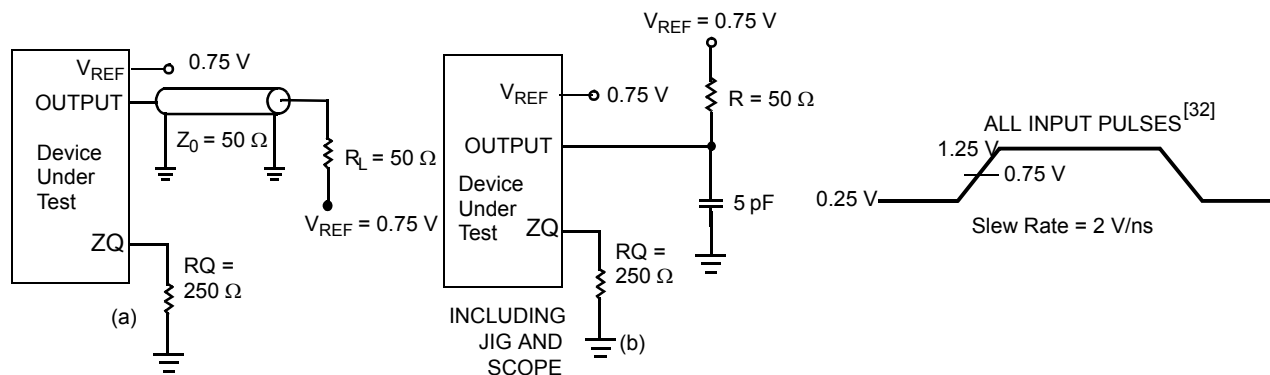 V_REF 0.75 V
OUTPUT
Z₀ = 50 Ω
Device
Under
Test
R_L = 50 Ω
V_REF = 0.75 V
ZQ
RQ =
250 Ω
(a)
V_REF = 0.75 V
R = 50 Ω
V_REF 0.75 V
OUTPUT
Device
Under
Test
5 pF
ZQ
RQ =
250 Ω
INCLUDING
JIG AND
SCOPE
(b)
ALL INPUT PULSES[32]
1.25 V
0.75 V
0.25 V
Slew Rate = 2 V/ns